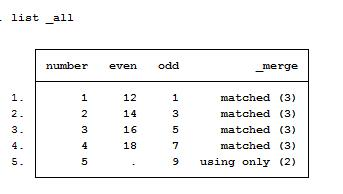 . list _all
number even odd _merge
1. 1 12 1 matched (3)
2. 2 14 3 matched (3)
3. 3 16 5 matched (3)
4. 4 18 7 matched (3)
5. 5 . 9 using only (2)